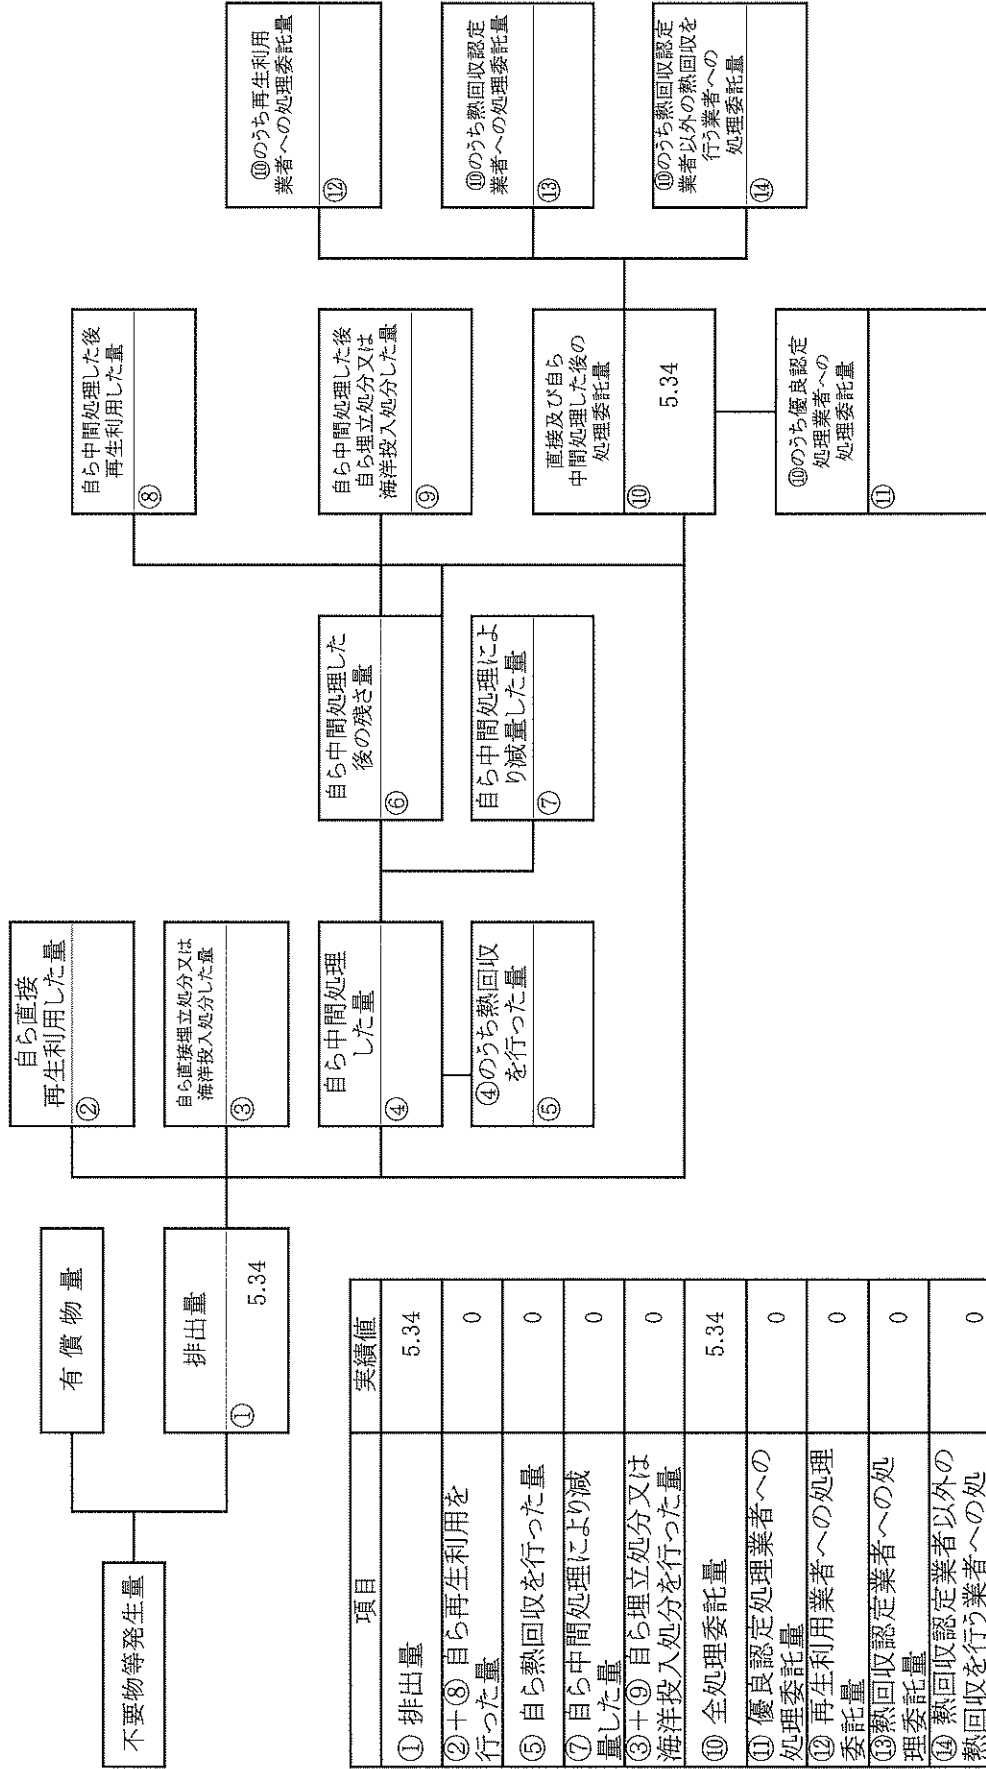 不要物等発生量
有 償 物 量
排出量
①
5.34
自ら直接
再生利用した量
②
自ら直接埋立処分又は
海洋投入処分した量
③
自ら中間処理
した量
④
④のうち熱回収
を行った量
⑤
自ら中間処理した
後の残さ量
⑥
自ら中間処理によ
り減量した量
⑦
自ら中間処理した後
再生利用した量
⑧
自ら中間処理した後
自ら埋立処分又は
海洋投入処分した量
⑨
直接及び自ら
中間処理した後の
処理委託量
⑩
5.34
⑩のうち優良認定
処理業者への
処理委託量
⑪
⑩のうち再生利用
業者への処理委託量
⑫
⑩のうち熱回収認定
業者への処理委託量
⑬
⑩のうち熱回収認定
業者以外の熱回収を
行う業者への
処理委託量
⑭
項目 実績値
① 排出量 5.34
②+⑧ 自ら再生利用を
行った量 0
⑤ 自ら熱回収を行った量 0
⑦ 自ら中間処理により減
量した量 0
③+⑨ 自ら埋立処分又は
海洋投入処分を行った量 0
⑩ 全処理委託量 5.34
⑪ 優良認定処理業者への
処理委託量 0
⑫ 再生利用業者への処理
委託量 0
⑬熱回収認定業者への処
理委託量 0
⑭ 熱回収認定業者以外の
熱回収を行う業者への処 0